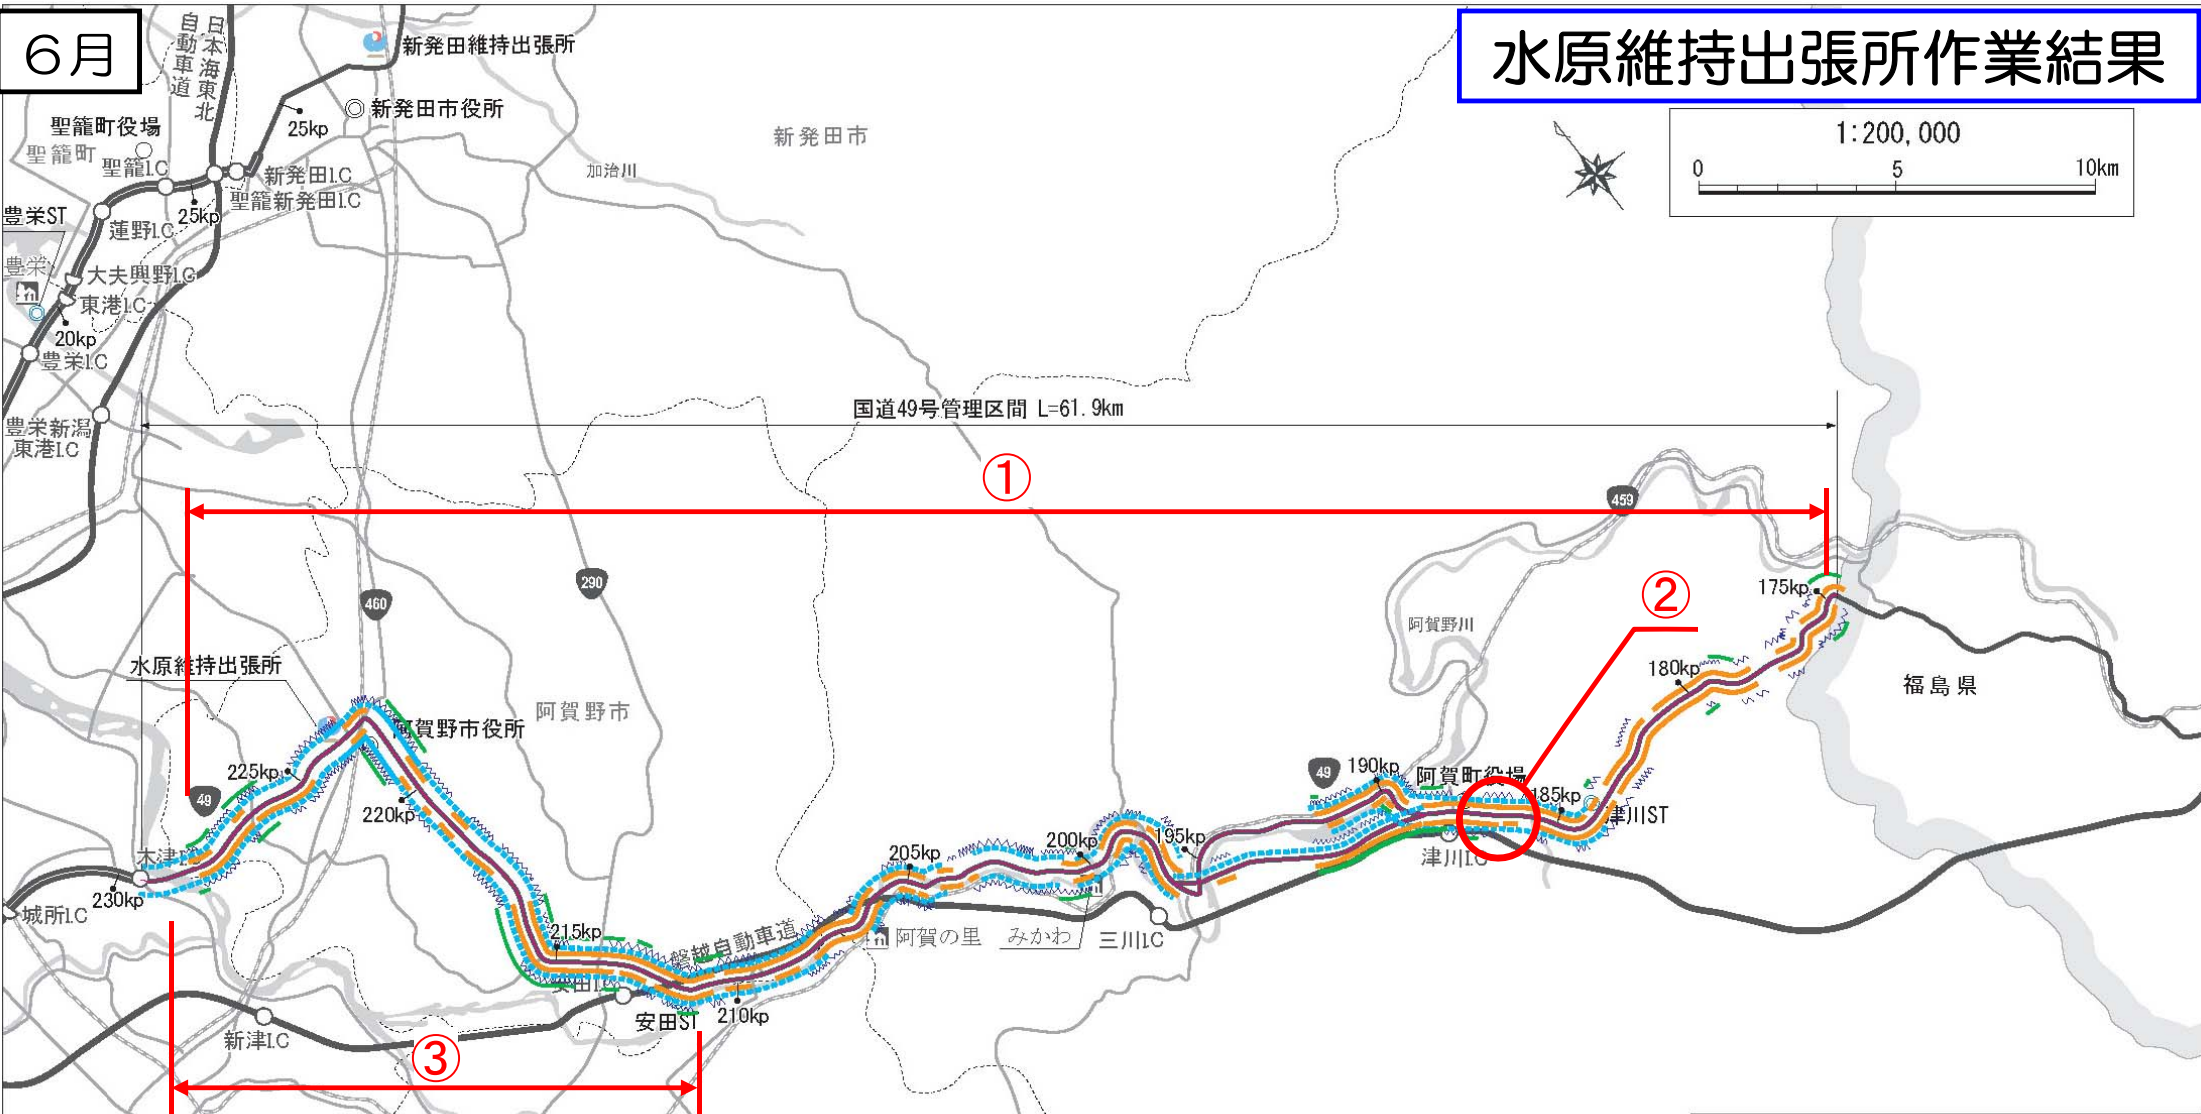 6月
水原維持出張所作業結果
日本海東北
自動車道
新発田維持出張所
新発田市役所
25kp
聖籠町役場
聖籠町
聖籠I.C
新発田I.C
聖籠新発田I.C
25kp
豊栄ST
蓮野I.C
豊栄
大夫興野I.C
東港I.C
20kp
豊栄I.C
豊栄新潟
東港I.C
新発田市
加治川
1:200,000
0 5 10km
国道49号管理区間 L=61.9km
①
459
290
460
②
175kp
阿賀野川
180kp
福島県
水原維持出張所
阿賀野市役所
阿賀野市
225kp
49
220kp
49
190kp
阿賀町役場
185kp
津川ST
津川I.C
木津I.C
230kp
城所I.C
205kp
200kp
195kp
215kp
磐越自動車道
阿賀の里
みかわ
三川I.C
安田I.C
安田ST
210kp
新津I.C
③